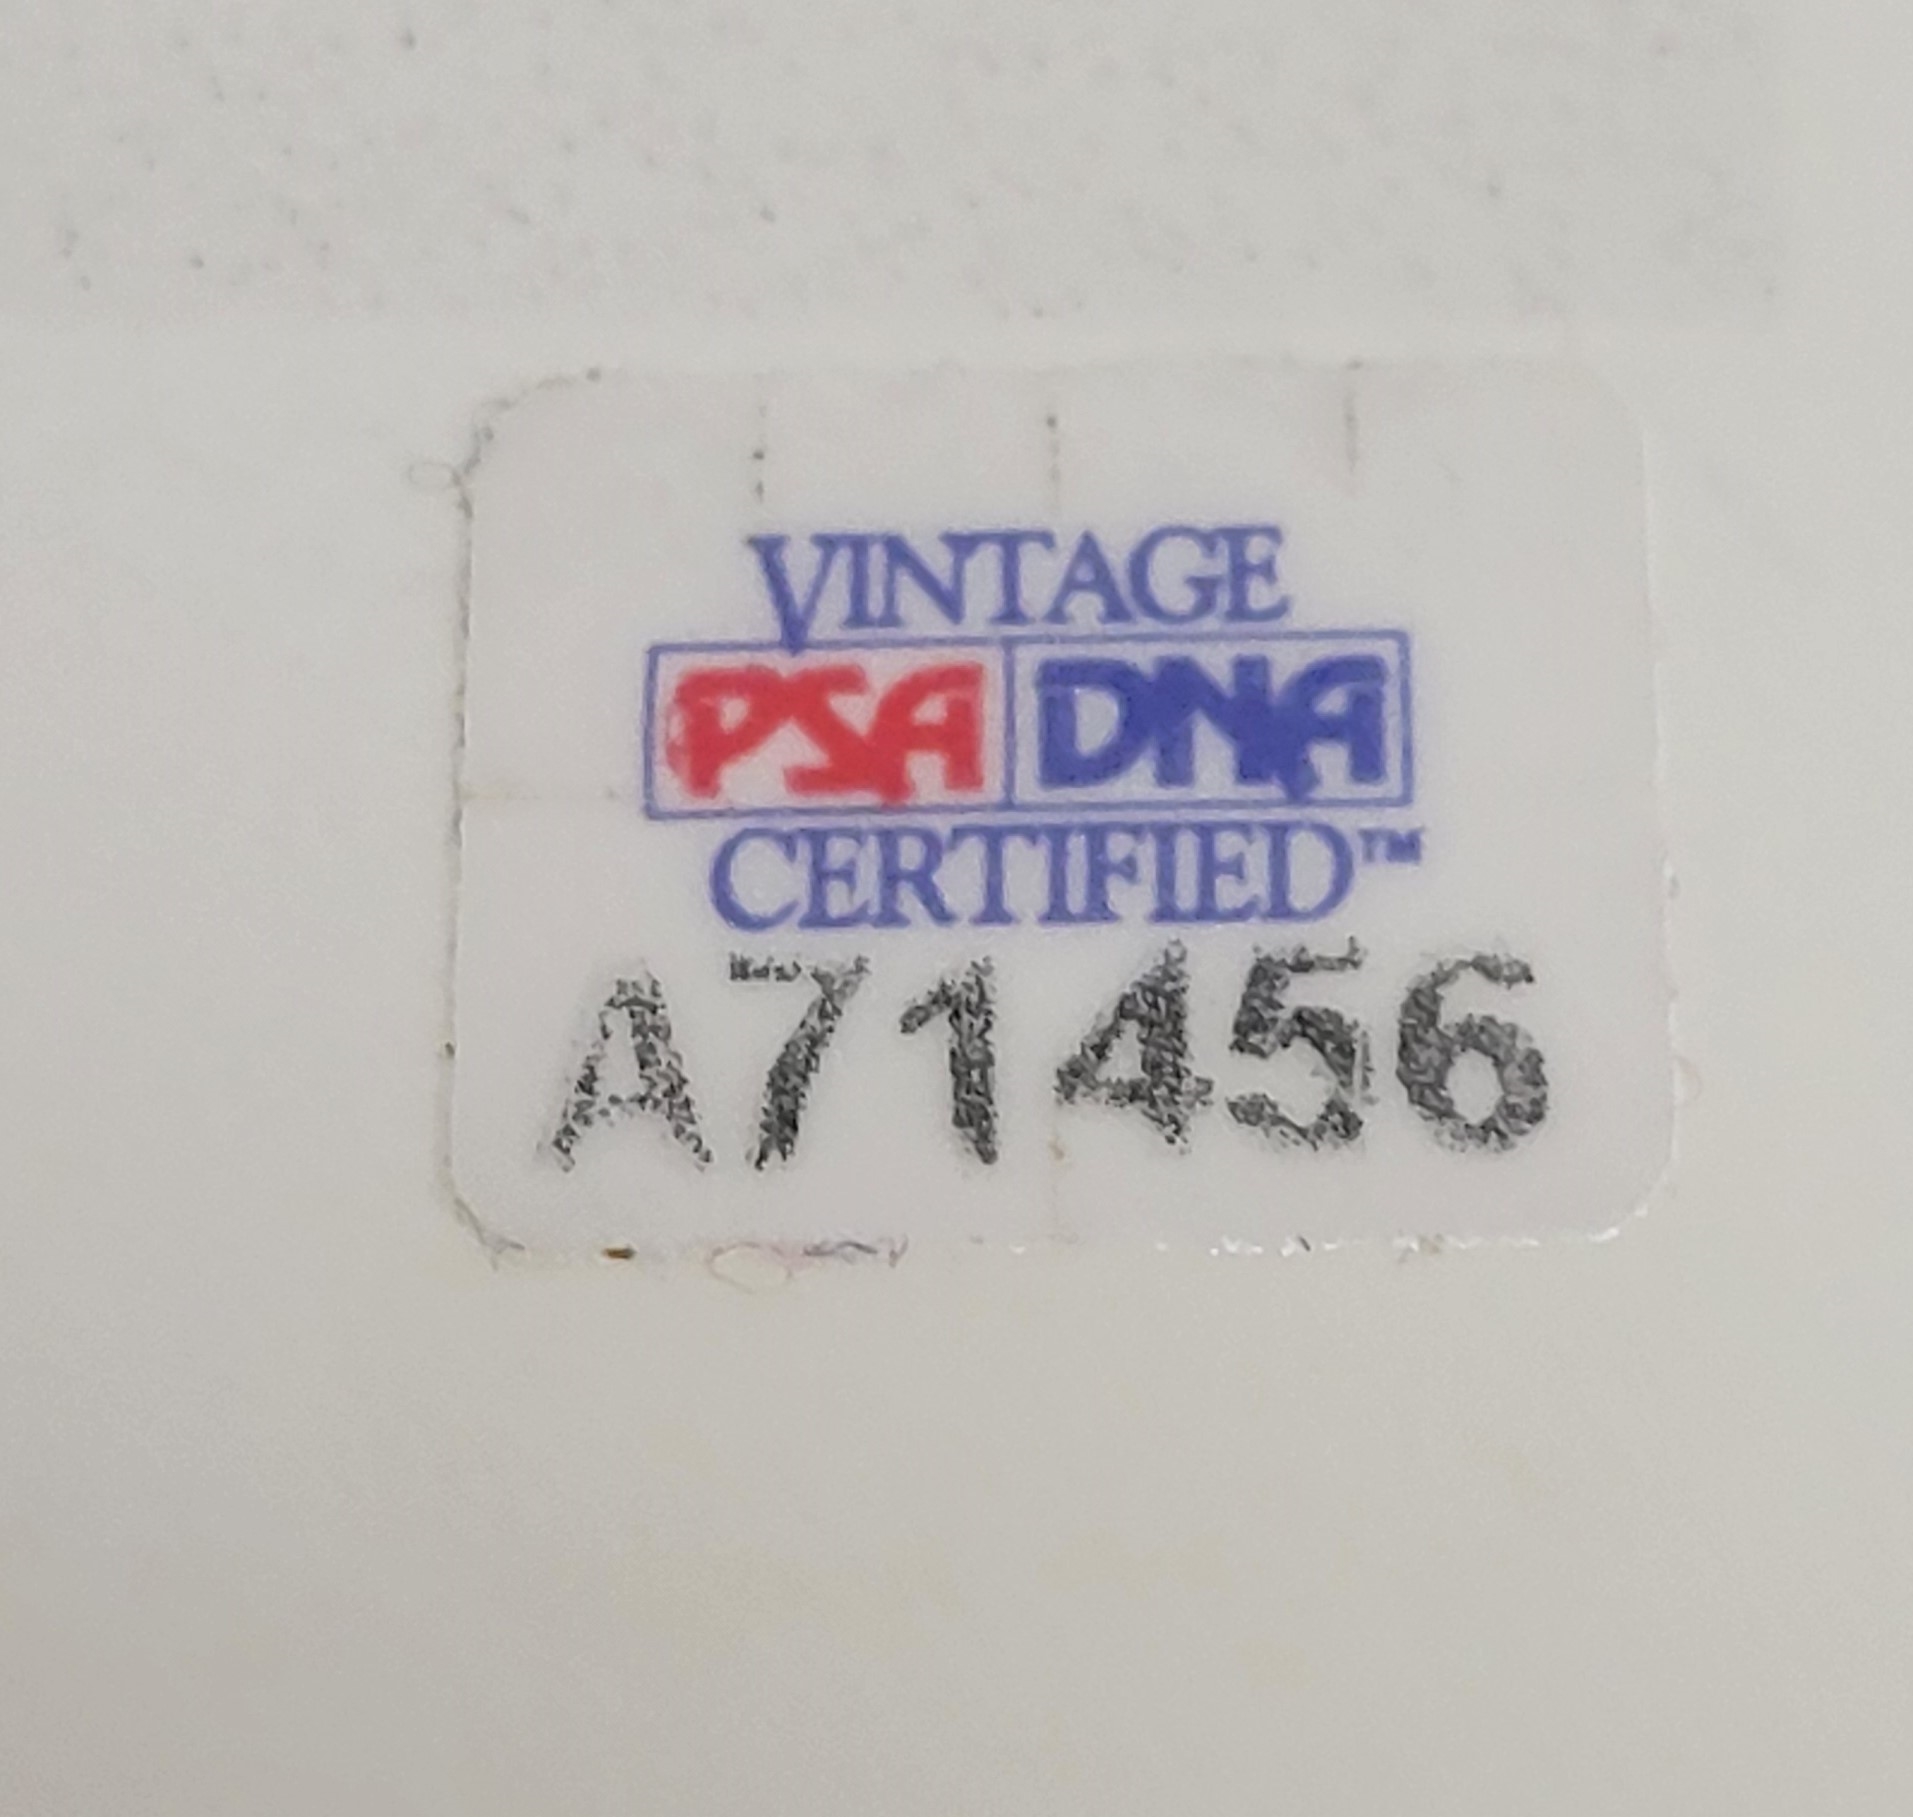 VINTAGE
PSA DNA
CERTIFIED™
A71456